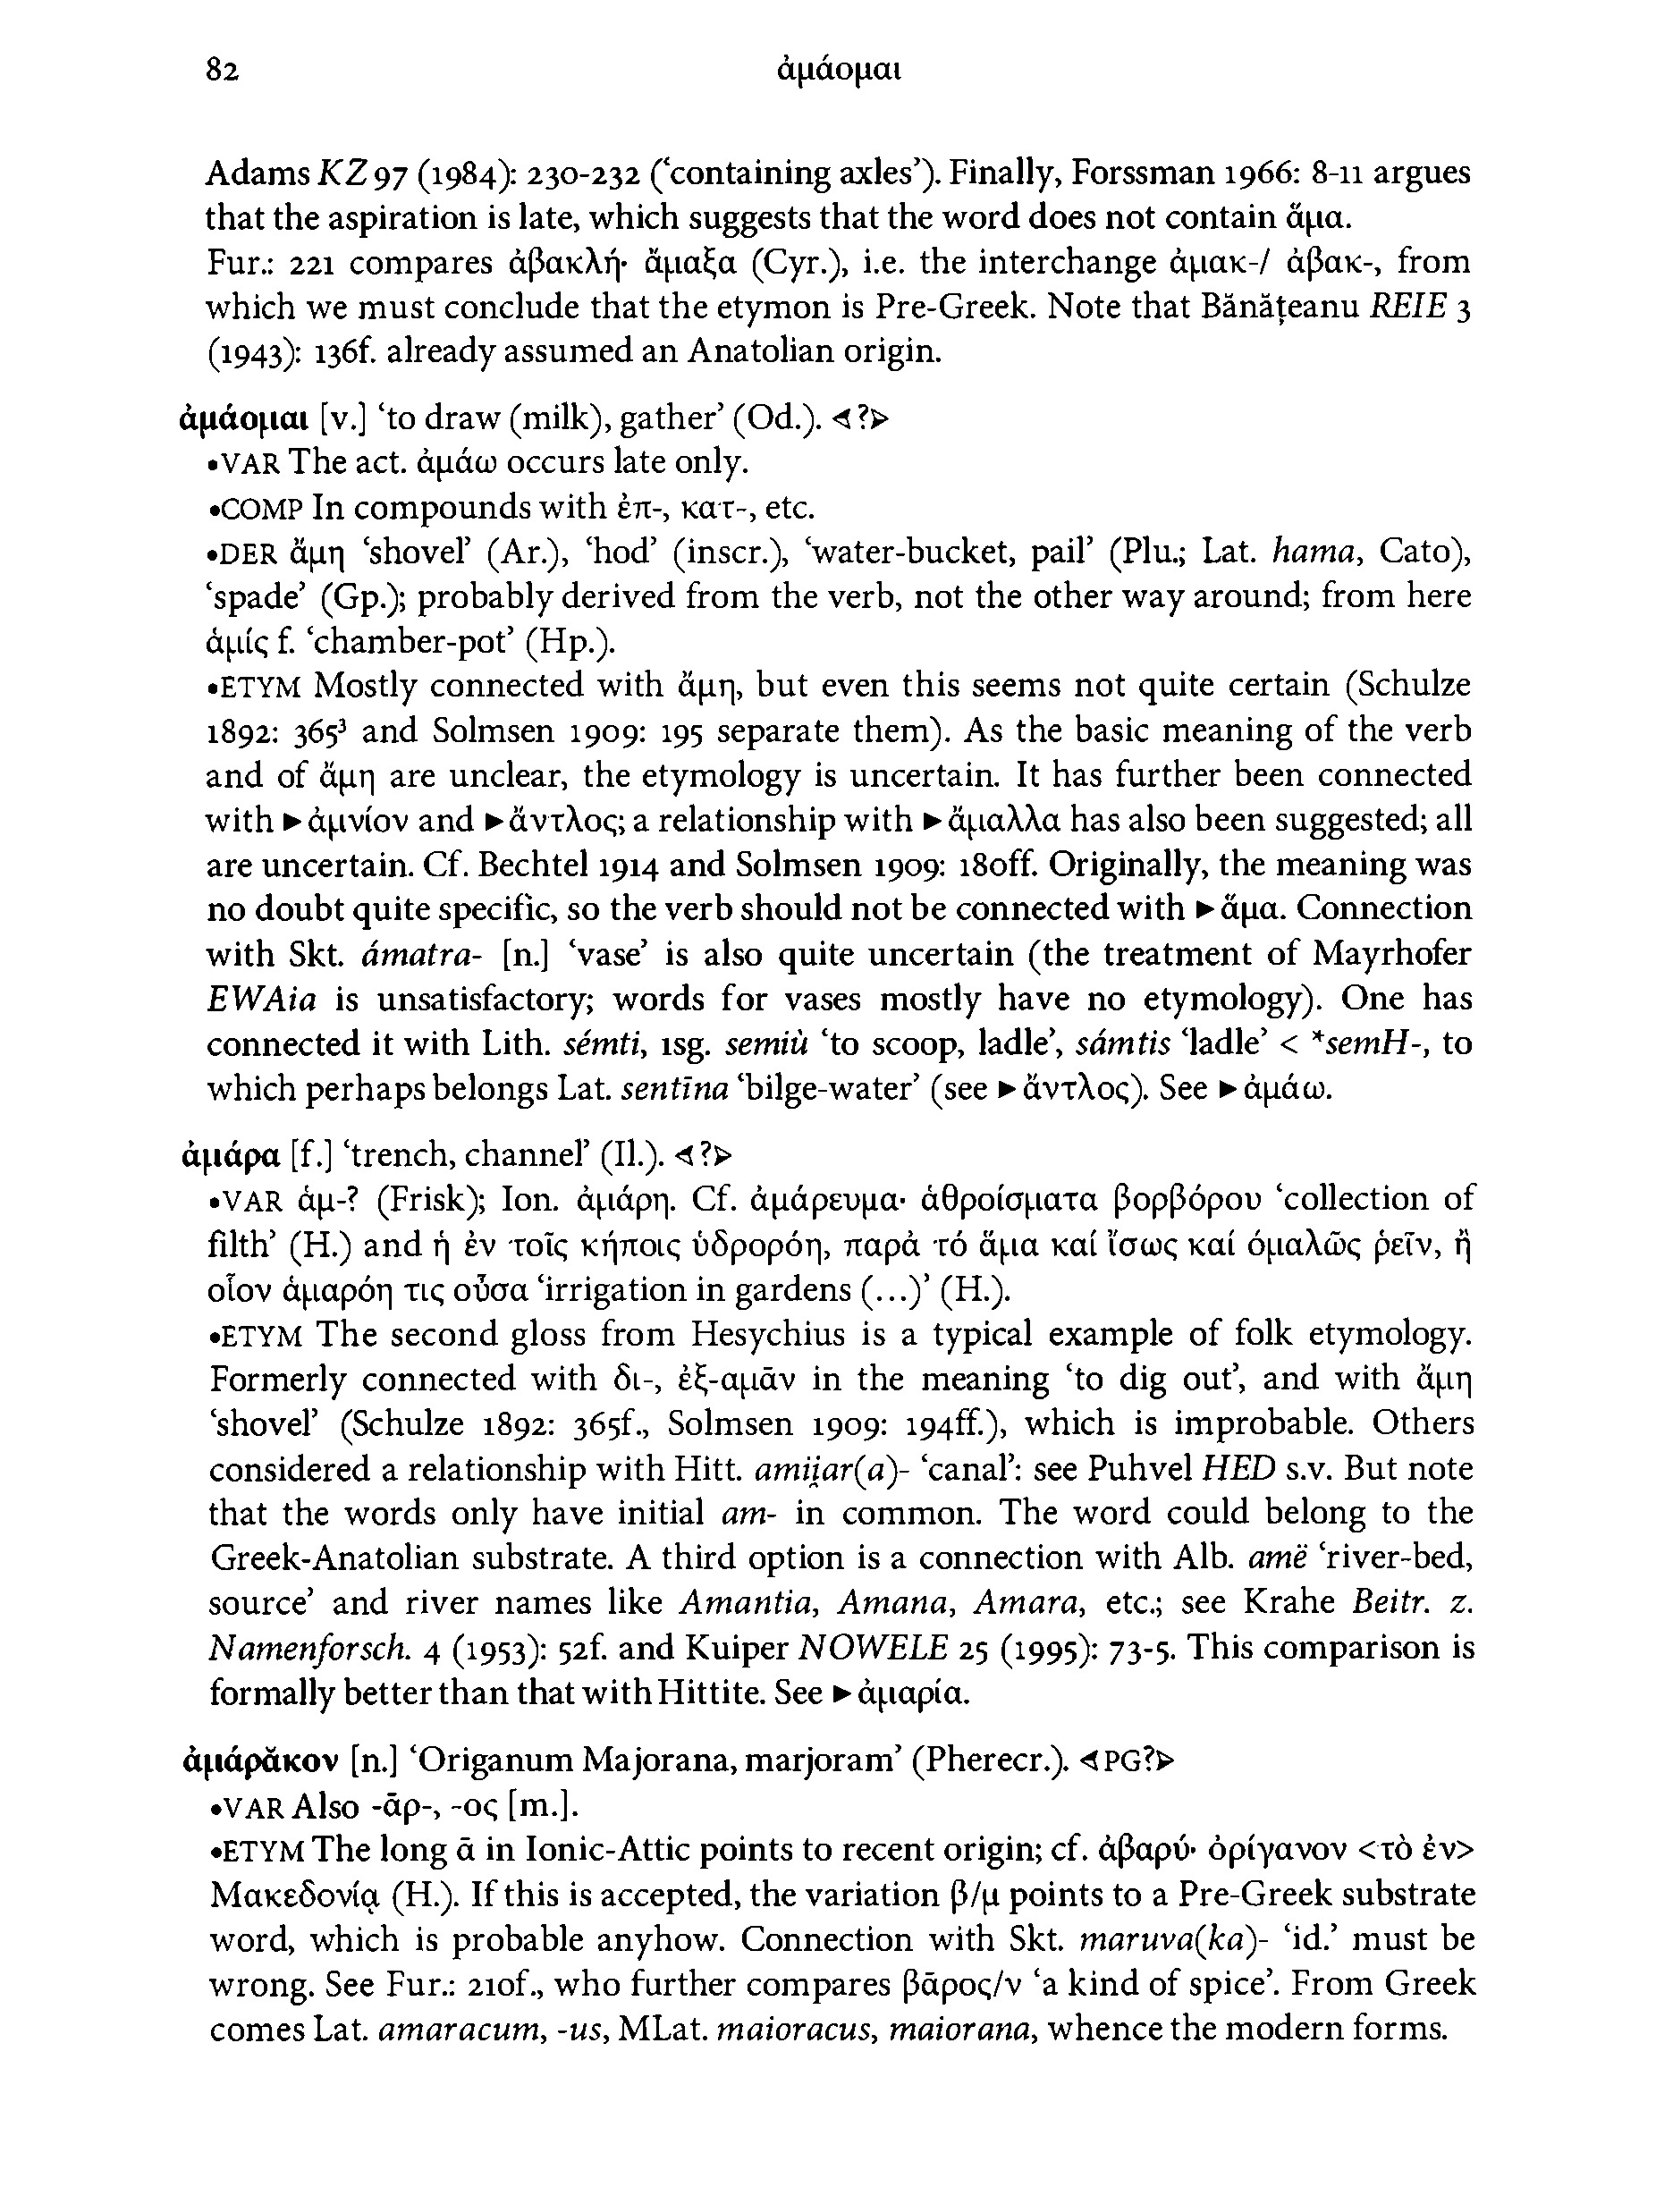 82 ἀμάομαι
Adams KZ 97 (1984): 230-232 (‘containing axles’). Finally, Forssman 1966: 8-11 argues
that the aspiration is late, which suggests that the word does not contain ἅμα.
Fur.: 221 compares ἀβακλή· ἅμαξα (Cyr.), i.e. the interchange ἀμακ-/ ἀβακ-, from
which we must conclude that the etymon is Pre-Greek. Note that Bănăţeanu REIE 3
(1943): 136f. already assumed an Anatolian origin.
ἀμάομαι [v.] ‘to draw (milk), gather’ (Od.). ⊲?⊳
•VAR The act. ἀμάω occurs late only.
•COMP In compounds with ἐπ-, κατ-, etc.
•DER ἄμη ‘shovel’ (Ar.), ‘hod’ (inscr.), ‘water-bucket, pail’ (Plu.; Lat. hama, Cato),
‘spade’ (Gp.); probably derived from the verb, not the other way around; from here
ἀμίς f. ‘chamber-pot’ (Hp.).
•ETYM Mostly connected with ἄμη, but even this seems not quite certain (Schulze
1892: 365³ and Solmsen 1909: 195 separate them). As the basic meaning of the verb
and of ἄμη are unclear, the etymology is uncertain. It has further been connected
with ►ἀμνίον and ►ἄντλος; a relationship with ►ἄμαλλα has also been suggested; all
are uncertain. Cf. Bechtel 1914 and Solmsen 1909: 180ff. Originally, the meaning was
no doubt quite specific, so the verb should not be connected with ►ἅμα. Connection
with Skt. ámatra- [n.] ‘vase’ is also quite uncertain (the treatment of Mayrhofer
EWAia is unsatisfactory; words for vases mostly have no etymology). One has
connected it with Lith. sémti, 1sg. semiù ‘to scoop, ladle’, sámtis ‘ladle’ < *semH-, to
which perhaps belongs Lat. sentīna ‘bilge-water’ (see ►ἄντλος). See ►ἀμάω.
ἀμάρα [f.] ‘trench, channel’ (Il.). ⊲?⊳
•VAR ἁμ-? (Frisk); Ion. ἀμάρη. Cf. ἀμάρευμα· ἀθροίσματα βορβόρου ‘collection of
filth’ (H.) and ἡ ἐν τοῖς κήποις ὑδρορόη, παρὰ τό ἅμα καί ἴσως καί ὁμαλῶς ῥεῖν, ἤ
οἷον ἁμαρόη τις οὖσα ‘irrigation in gardens (...)’ (H.).
•ETYM The second gloss from Hesychius is a typical example of folk etymology.
Formerly connected with δι-, ἐξ-αμᾶν in the meaning ‘to dig out’, and with ἄμη
‘shovel’ (Schulze 1892: 365f., Solmsen 1909: 194ff.), which is improbable. Others
considered a relationship with Hitt. amii̯ar(a)- ‘canal’: see Puhvel HED s.v. But note
that the words only have initial am- in common. The word could belong to the
Greek-Anatolian substrate. A third option is a connection with Alb. amë ‘river-bed,
source’ and river names like Amantia, Amana, Amara, etc.; see Krahe Beitr. z.
Namenforsch. 4 (1953): 52f. and Kuiper NOWELE 25 (1995): 73-5. This comparison is
formally better than that with Hittite. See ►ἀμαρία.
ἀμάρᾰκον [n.] ‘Origanum Majorana, marjoram’ (Pherecr.). ⊲PG?⊳
•VAR Also -ᾱρ-, -ος [m.].
•ETYM The long ᾱ in Ionic-Attic points to recent origin; cf. ἀβαρύ· ὀρίγανον <τὸ ἐν>
Μακεδονίᾳ (H.). If this is accepted, the variation β/μ points to a Pre-Greek substrate
word, which is probable anyhow. Connection with Skt. maruva(ka)- ‘id.’ must be
wrong. See Fur.: 210f., who further compares βᾶρος/ν ‘a kind of spice’. From Greek
comes Lat. amaracum, -us, MLat. maioracus, maiorana, whence the modern forms.